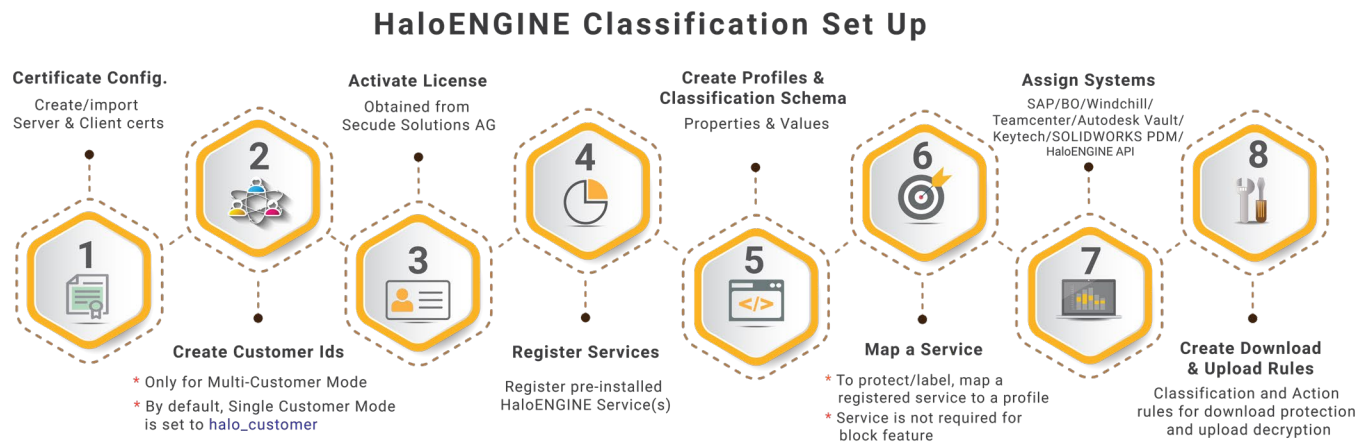 HaloENGINE Classification Set Up
Certificate Config.
Create/import
Server & Client certs
1
2
Create Customer Ids
* Only for Multi-Customer Mode
* By default, Single Customer Mode
is set to halo_customer
Activate License
Obtained from
Secude Solutions AG
3
4
Register Services
Register pre-installed
HaloENGINE Service(s)
Create Profiles &
Classification Schema
Properties & Values
5
</>
6
Map a Service
* To protect/label, map a
registered service to a profile
* Service is not required for
block feature
Assign Systems
SAP/BO/Windchill/
Teamcenter/Autodesk Vault/
Keytech/SOLIDWORKS PDM/
HaloENGINE API
7
8
Create Download
& Upload Rules
Classification and Action
rules for download protection
and upload decryption